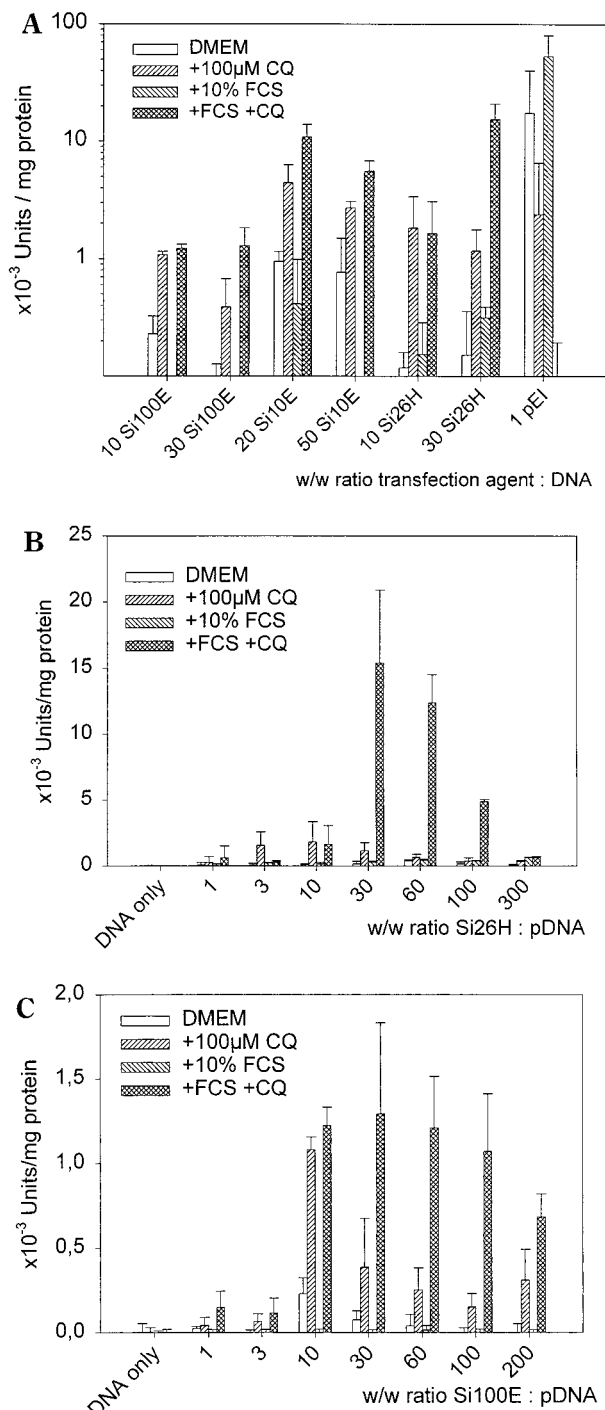 A
100
10
1
x10⁻³ Units / mg protein
DMEM
+100µM CQ
+10% FCS
+FCS +CQ
10 Si100E
30 Si100E
20 Si10E
50 Si10E
10 Si26H
30 Si26H
1 pEI
w/w ratio transfection agent : DNA
B
25
20
15
10
5
0
x10⁻³ Units/mg protein
DMEM
+100µM CQ
+10% FCS
+FCS +CQ
DNA only
1
3
10
30
60
100
300
w/w ratio Si26H : pDNA
C
2,0
1,5
1,0
0,5
0,0
x10⁻³ Units/mg protein
DMEM
+100µM CQ
+10% FCS
+FCS +CQ
DNA only
1
3
10
30
60
100
200
w/w ratio Si100E : pDNA